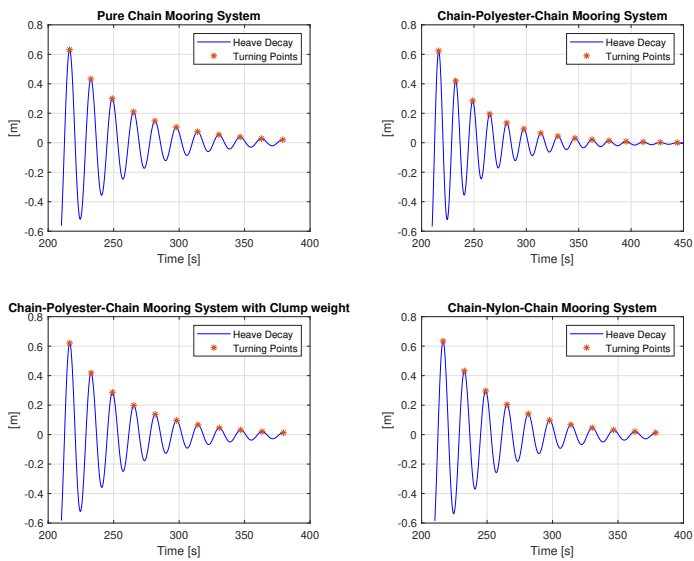 Pure Chain Mooring System
0.8
0.6
0.4
0.2
0
-0.2
-0.4
-0.6
[m]
Heave Decay
Turning Points
200 250 300 350 400
Time [s]
Chain-Polyester-Chain Mooring System
0.8
0.6
0.4
0.2
0
-0.2
-0.4
-0.6
[m]
Heave Decay
Turning Points
200 250 300 350 400 450
Time [s]
Chain-Polyester-Chain Mooring System with Clump weight
0.8
0.6
0.4
0.2
0
-0.2
-0.4
-0.6
[m]
Heave Decay
Turning Points
200 250 300 350 400
Time [s]
Chain-Nylon-Chain Mooring System
0.8
0.6
0.4
0.2
0
-0.2
-0.4
-0.6
[m]
Heave Decay
Turning Points
200 250 300 350 400
Time [s]